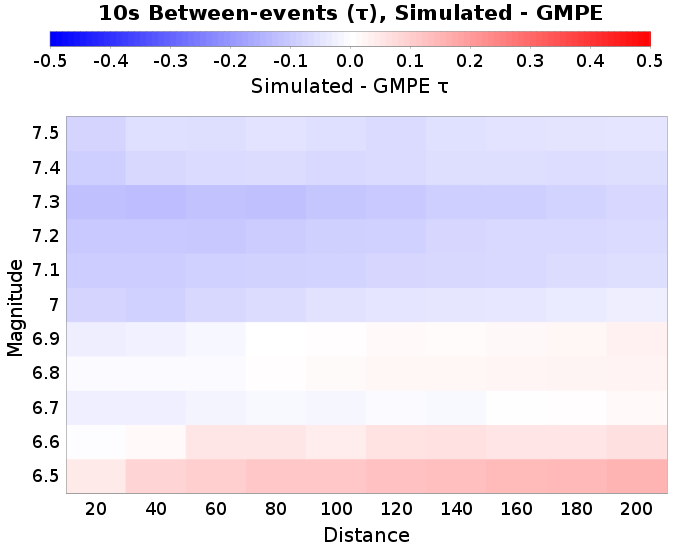 10s Between-events (τ), Simulated - GMPE
-0.5 -0.4 -0.3 -0.2 -0.1 0.0 0.1 0.2 0.3 0.4 0.5
Simulated - GMPE τ
Magnitude
7.5
7.4
7.3
7.2
7.1
7
6.9
6.8
6.7
6.6
6.5
20 40 60 80 100 120 140 160 180 200
Distance